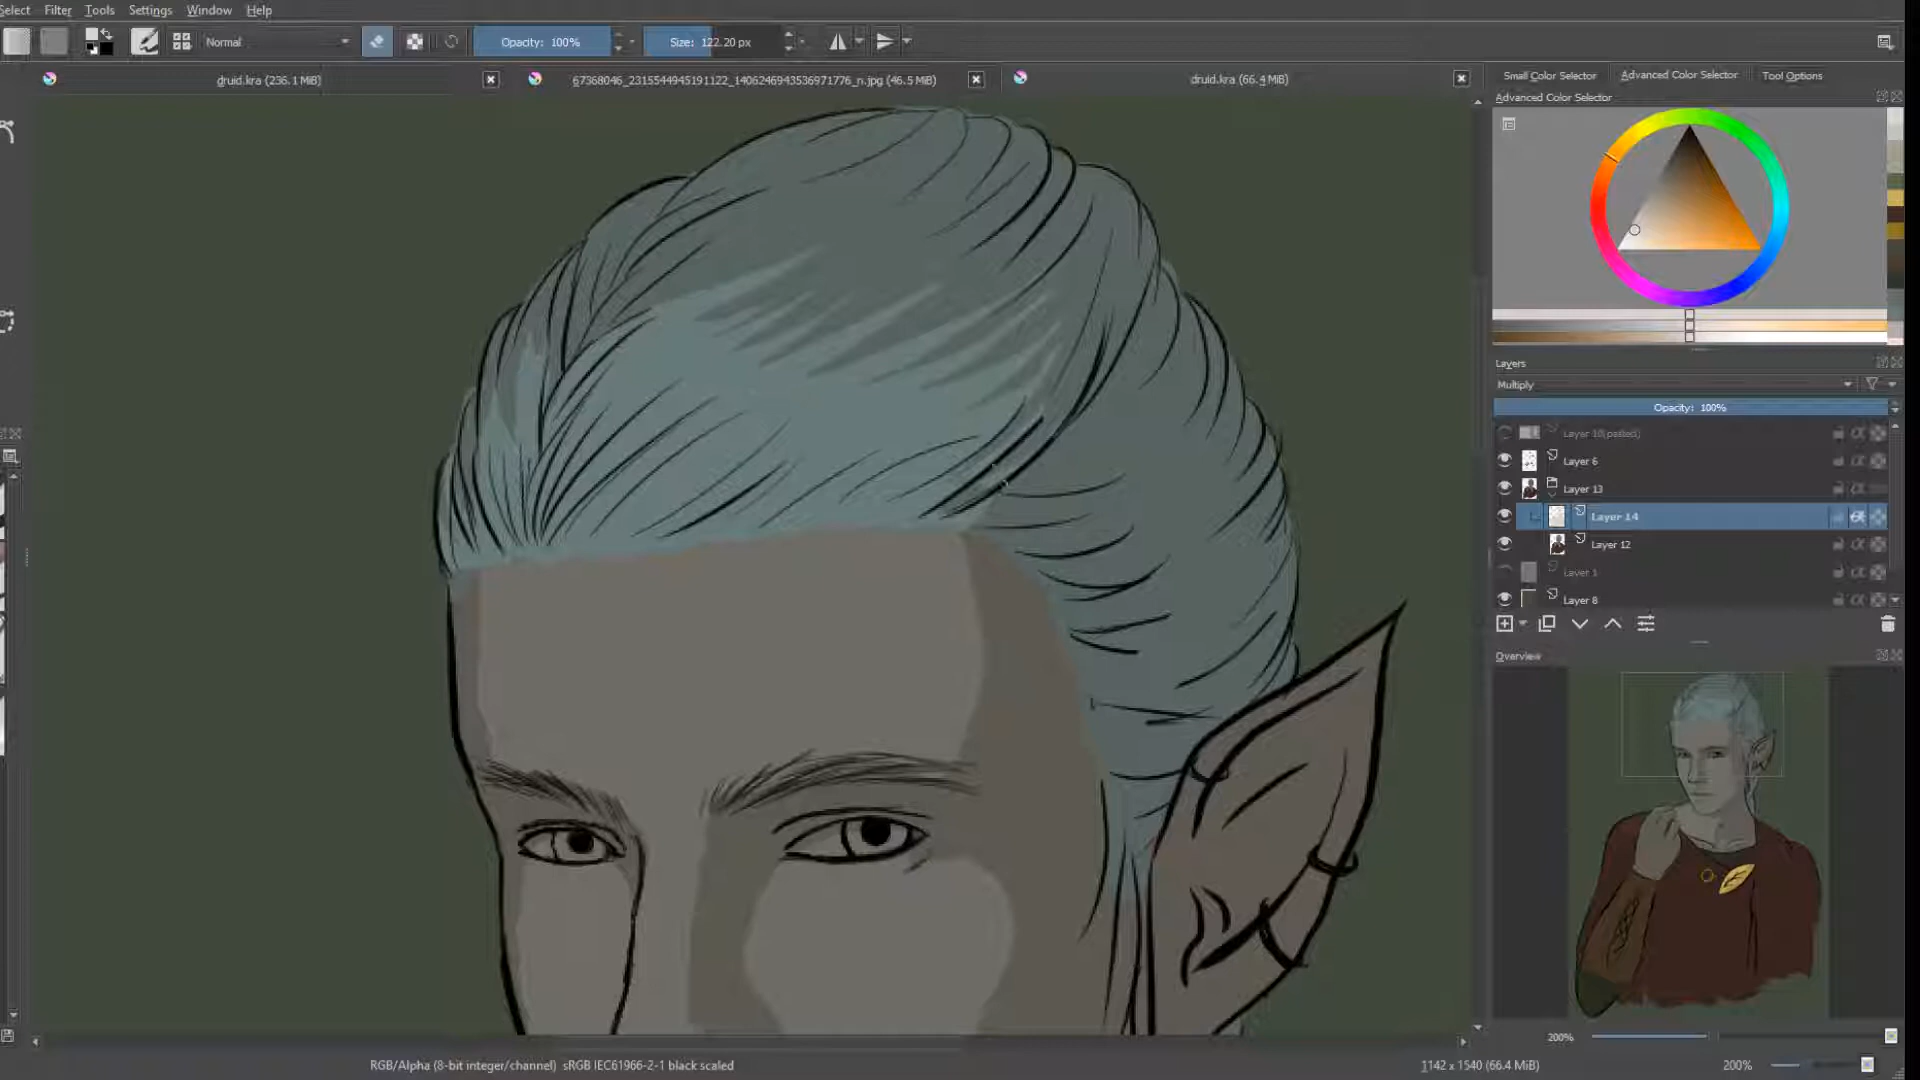 Select Filter Tools Settings Window Help
Normal
Opacity: 100%
Size: 122.20 px
druid.kra (236.1 MiB)
67368046_2315544945191122_1406246943536971776_n.jpg (46.5 MiB)
druid.kra (66.4 MiB)
Small Color Selector
Advanced Color Selector
Tool Options
Advanced Color Selector
Layers
Multiply
Opacity: 100%
Layer 10(pasted)
Layer 6
Layer 13
Layer 14
Layer 12
Layer 1
Layer 8
Overview
200%
RGB/Alpha (8-bit integer/channel) sRGB IEC61966-2-1 black scaled
1142 x 1540 (66.4 MiB)
200%